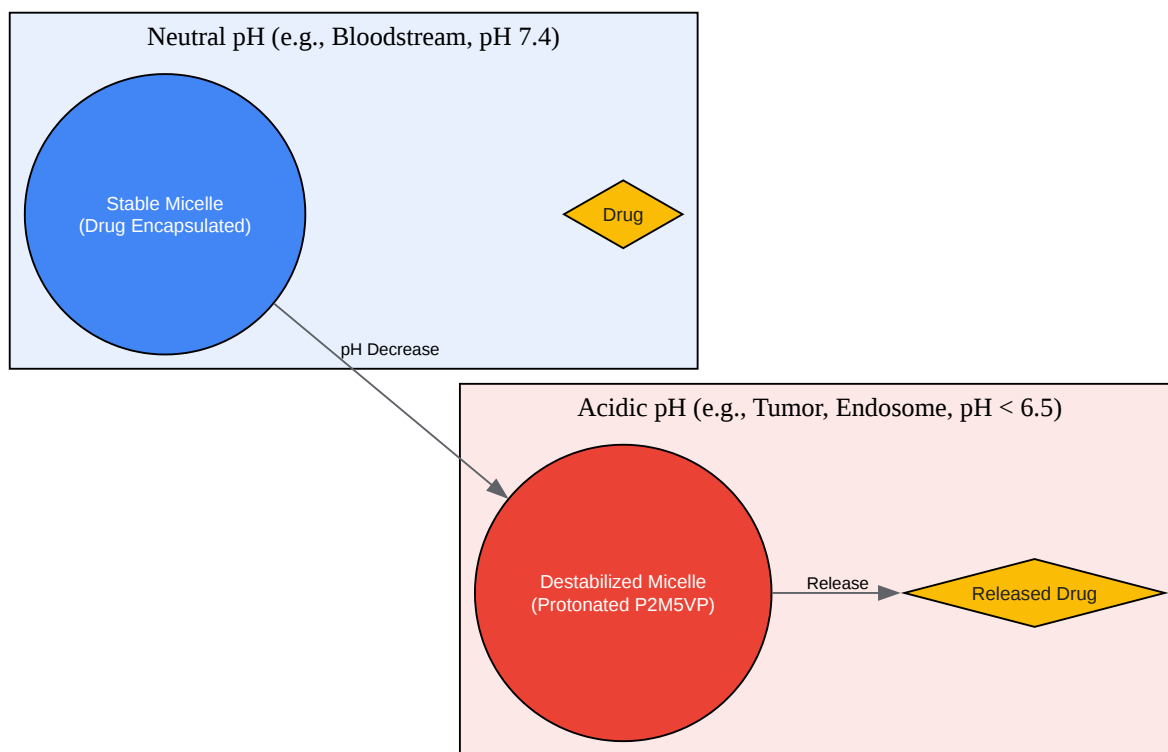 Neutral pH (e.g., Bloodstream, pH 7.4)
Stable Micelle
(Drug Encapsulated)
Drug
pH Decrease
Acidic pH (e.g., Tumor, Endosome, pH < 6.5)
Destabilized Micelle
(Protonated P2M5VP)
Release
Released Drug